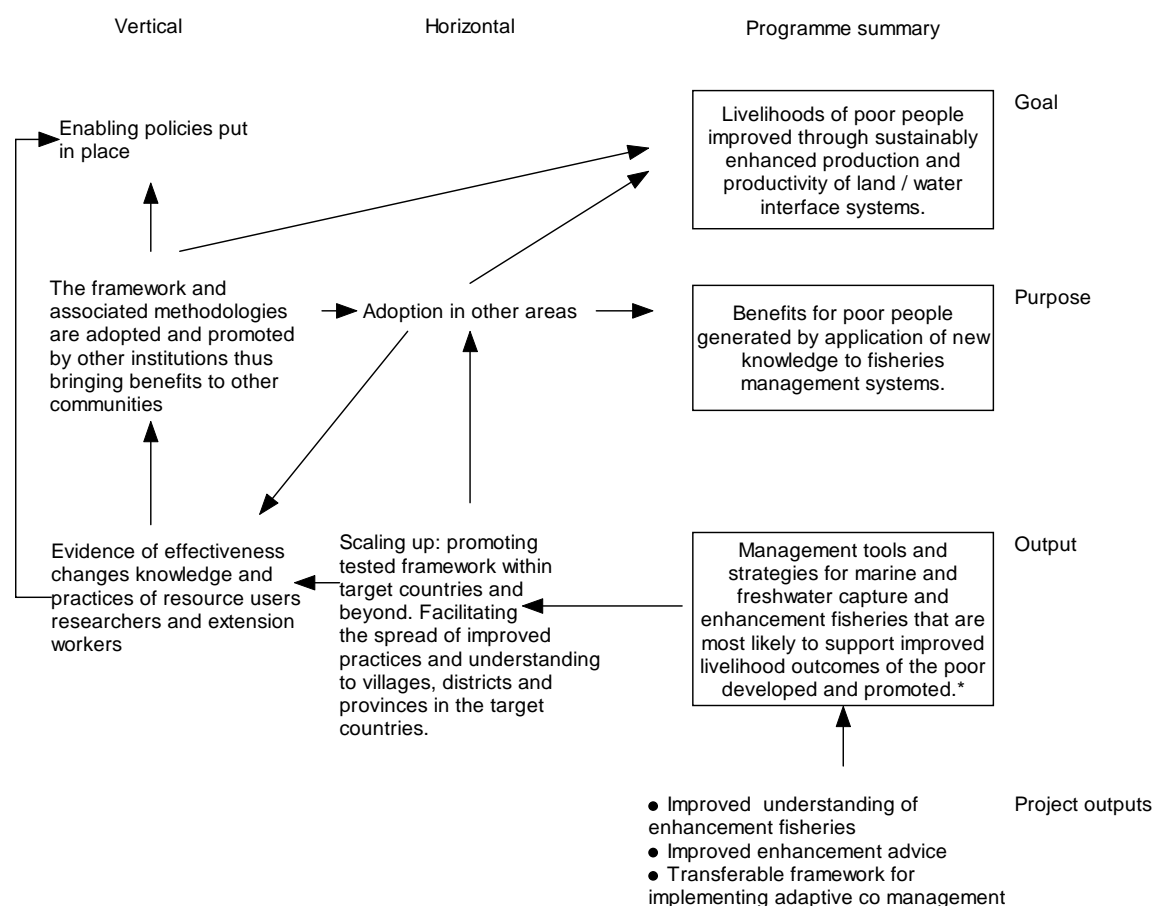 Vertical
Horizontal
Programme summary
Enabling policies put
in place
Livelihoods of poor people
improved through sustainably
enhanced production and
productivity of land / water
interface systems.
Goal
The framework and
associated methodologies
are adopted and promoted
by other institutions thus
bringing benefits to other
communities
Adoption in other areas
Benefits for poor people
generated by application of new
knowledge to fisheries
management systems.
Purpose
Evidence of effectiveness
changes knowledge and
practices of resource users
researchers and extension
workers
Scaling up: promoting
tested framework within
target countries and
beyond. Facilitating
the spread of improved
practices and understanding
to villages, districts and
provinces in the target
countries.
Management tools and
strategies for marine and
freshwater capture and
enhancement fisheries that are
most likely to support improved
livelihood outcomes of the poor
developed and promoted.*
Output
● Improved  understanding of
enhancement fisheries
● Improved enhancement advice
● Transferable framework for
implementing adaptive co management
Project outputs